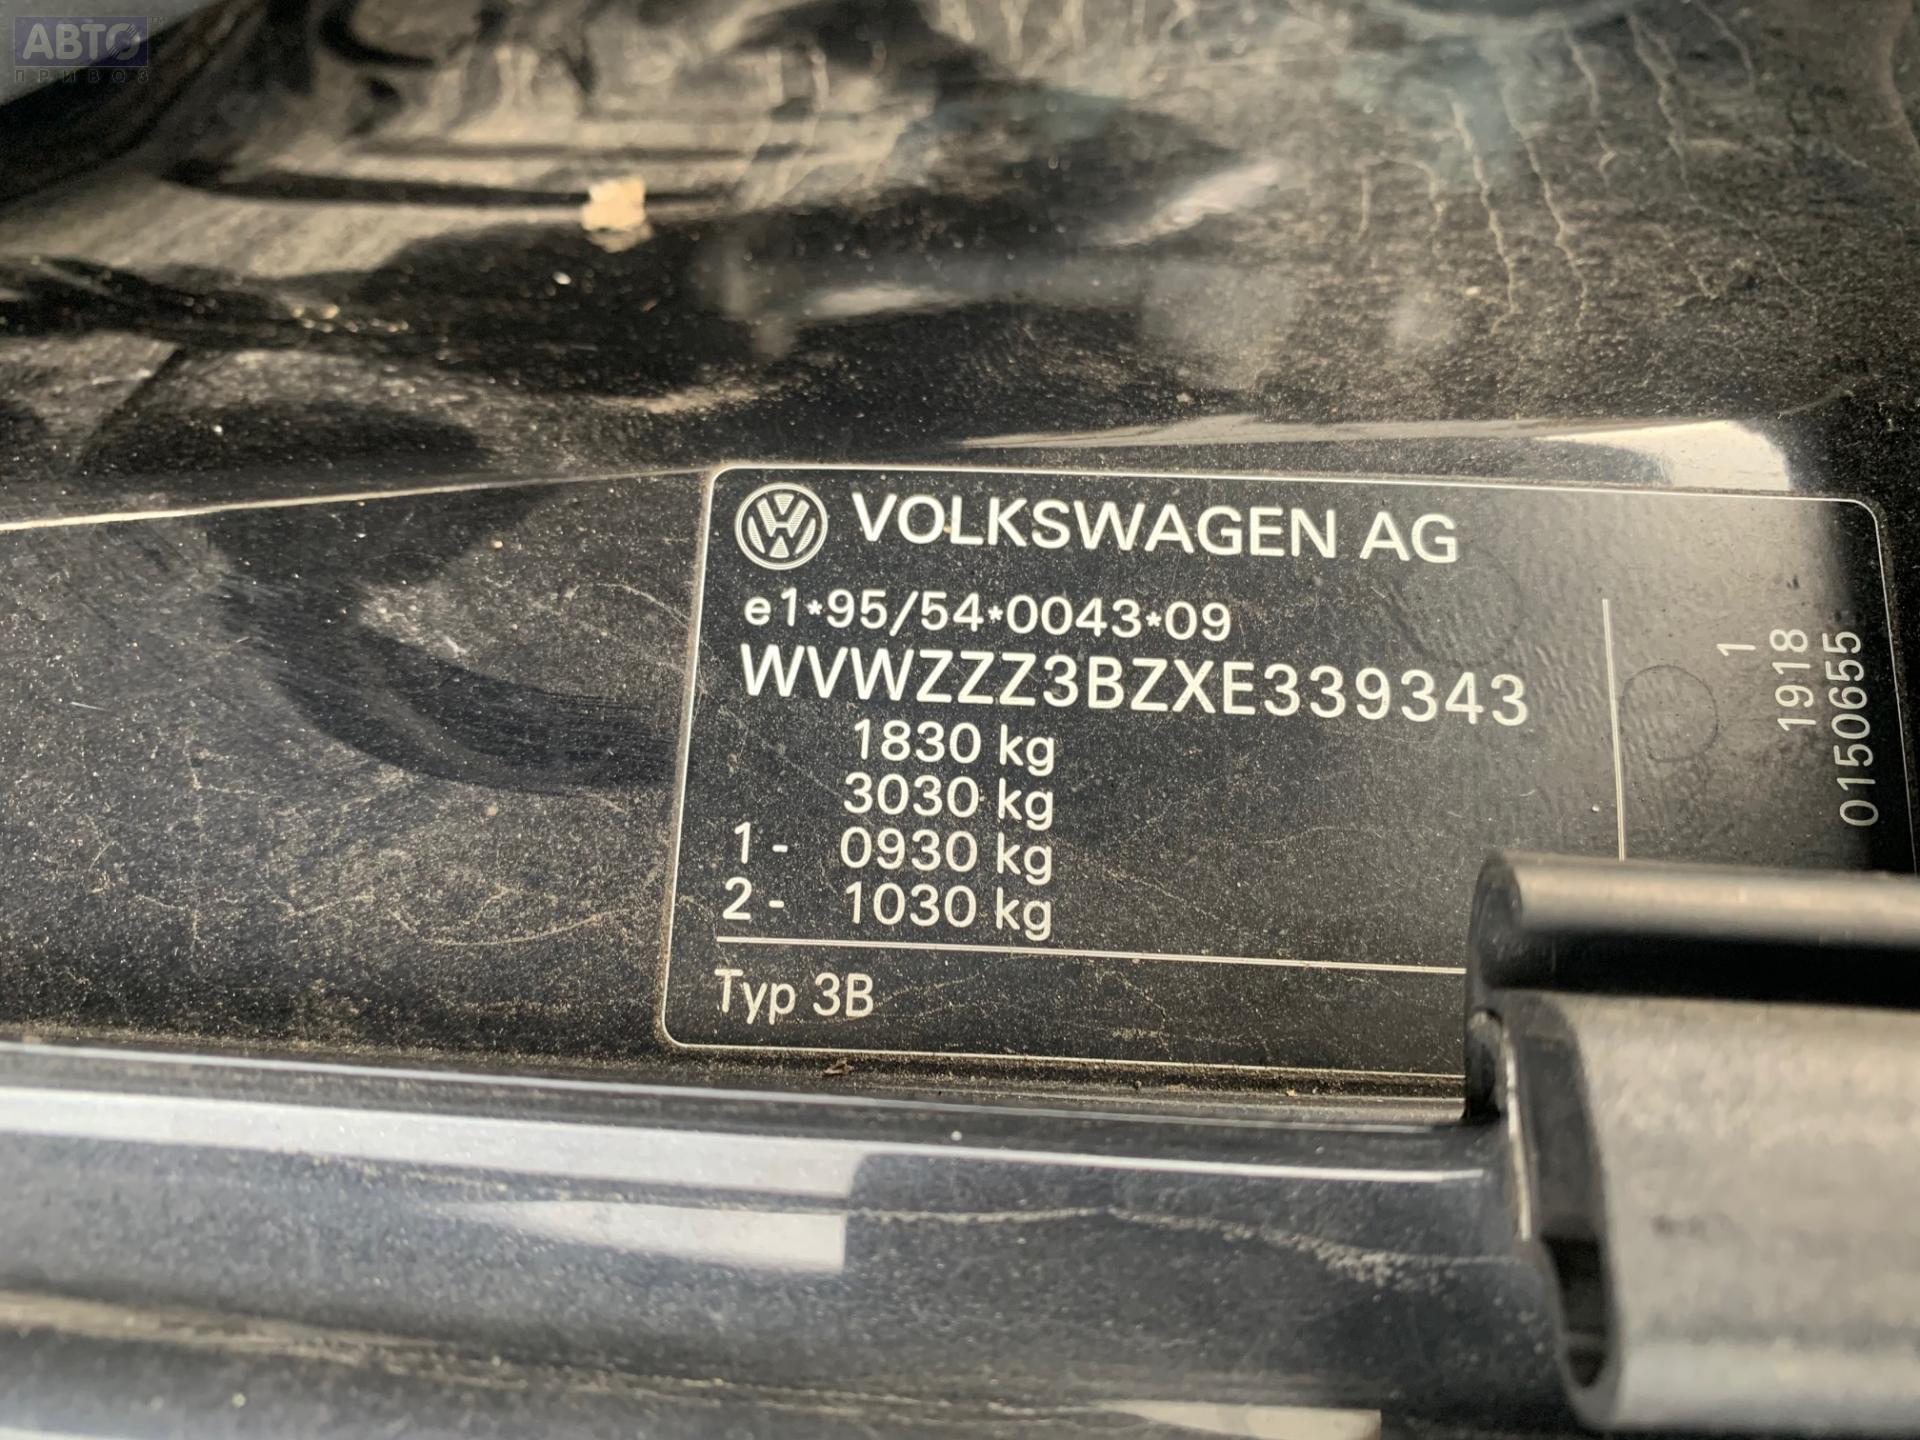 АВТО
ПРИВОЗ
VOLKSWAGEN AG
e1*95/54*0043*09
WVWZZZ3BZXE339343
1830 kg
3030 kg
1- 0930 kg
2- 1030 kg
Typ 3B
1
1918
0150655